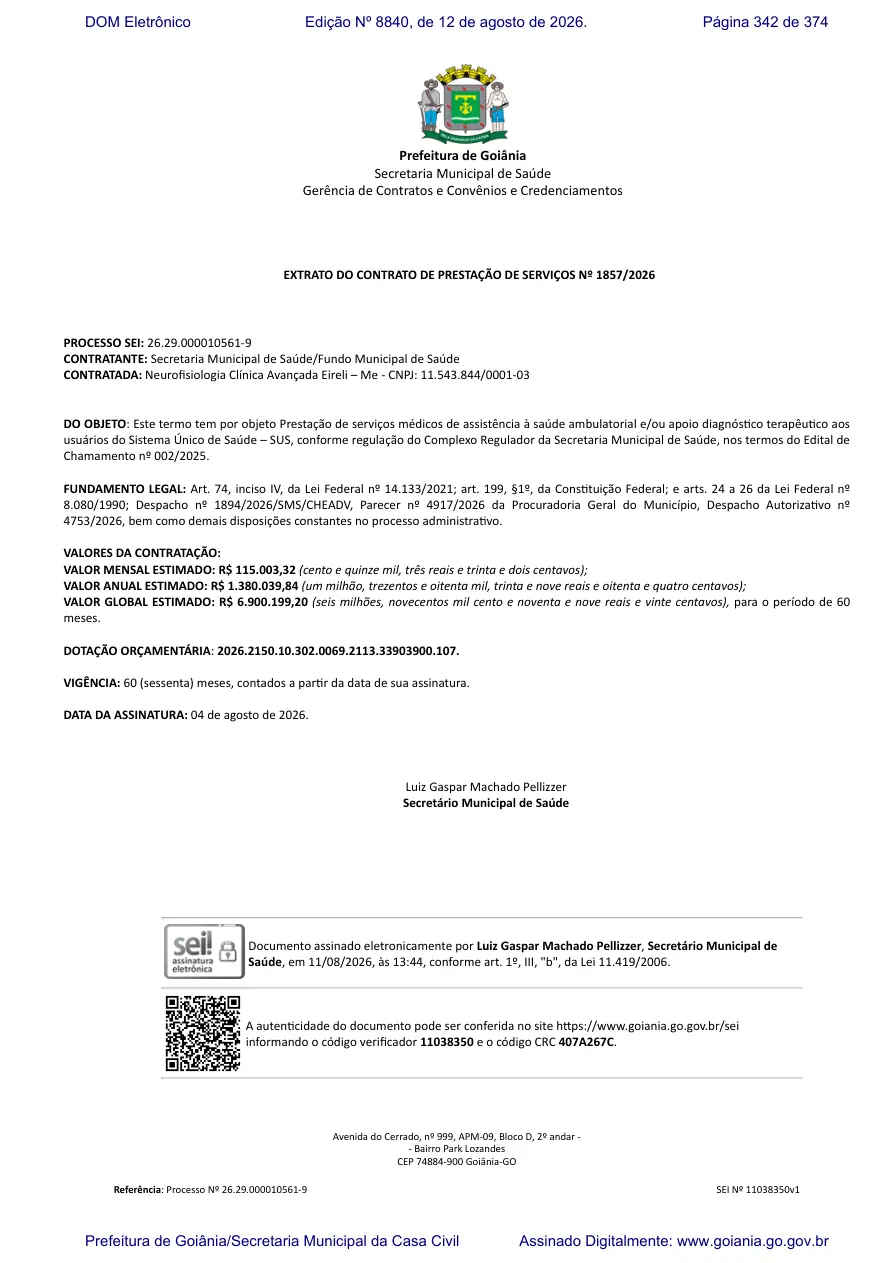 DOM Eletrônico Edição Nº 8840, de 12 de agosto de 2026. Página 342 de 374
Prefeitura de Goiânia
Secretaria Municipal de Saúde
Gerência de Contratos e Convênios e Credenciamentos
EXTRATO DO CONTRATO DE PRESTAÇÃO DE SERVIÇOS Nº 1857/2026
PROCESSO SEI: 26.29.000010561-9
CONTRATANTE: Secretaria Municipal de Saúde/Fundo Municipal de Saúde
CONTRATADA: Neurofisiologia Clínica Avançada Eireli – Me - CNPJ: 11.543.844/0001-03
DO OBJETO: Este termo tem por objeto Prestação de serviços médicos de assistência à saúde ambulatorial e/ou apoio diagnóstico terapêutico aos
usuários do Sistema Único de Saúde – SUS, conforme regulação do Complexo Regulador da Secretaria Municipal de Saúde, nos termos do Edital de
Chamamento nº 002/2025.
FUNDAMENTO LEGAL: Art. 74, inciso IV, da Lei Federal nº 14.133/2021; art. 199, §1º, da Constituição Federal; e arts. 24 a 26 da Lei Federal nº
8.080/1990; Despacho nº 1894/2026/SMS/CHEADV, Parecer nº 4917/2026 da Procuradoria Geral do Município, Despacho Autorizativo nº
4753/2026, bem como demais disposições constantes no processo administrativo.
VALORES DA CONTRATAÇÃO:
VALOR MENSAL ESTIMADO: R$ 115.003,32 (cento e quinze mil, três reais e trinta e dois centavos);
VALOR ANUAL ESTIMADO: R$ 1.380.039,84 (um milhão, trezentos e oitenta mil, trinta e nove reais e oitenta e quatro centavos);
VALOR GLOBAL ESTIMADO: R$ 6.900.199,20 (seis milhões, novecentos mil cento e noventa e nove reais e vinte centavos), para o período de 60
meses.
DOTAÇÃO ORÇAMENTÁRIA: 2026.2150.10.302.0069.2113.33903900.107.
VIGÊNCIA: 60 (sessenta) meses, contados a partir da data de sua assinatura.
DATA DA ASSINATURA: 04 de agosto de 2026.
Luiz Gaspar Machado Pellizzer
Secretário Municipal de Saúde
sei!
assinatura
eletrônica
Documento assinado eletronicamente por Luiz Gaspar Machado Pellizzer, Secretário Municipal de
Saúde, em 11/08/2026, às 13:44, conforme art. 1º, III, "b", da Lei 11.419/2006.
A autenticidade do documento pode ser conferida no site https://www.goiania.go.gov.br/sei
informando o código verificador 11038350 e o código CRC 407A267C.
Avenida do Cerrado, nº 999, APM-09, Bloco D, 2º andar -
- Bairro Park Lozandes
CEP 74884-900 Goiânia-GO
Referência: Processo Nº 26.29.000010561-9 SEI Nº 11038350v1
Prefeitura de Goiânia/Secretaria Municipal da Casa Civil Assinado Digitalmente: www.goiania.go.gov.br